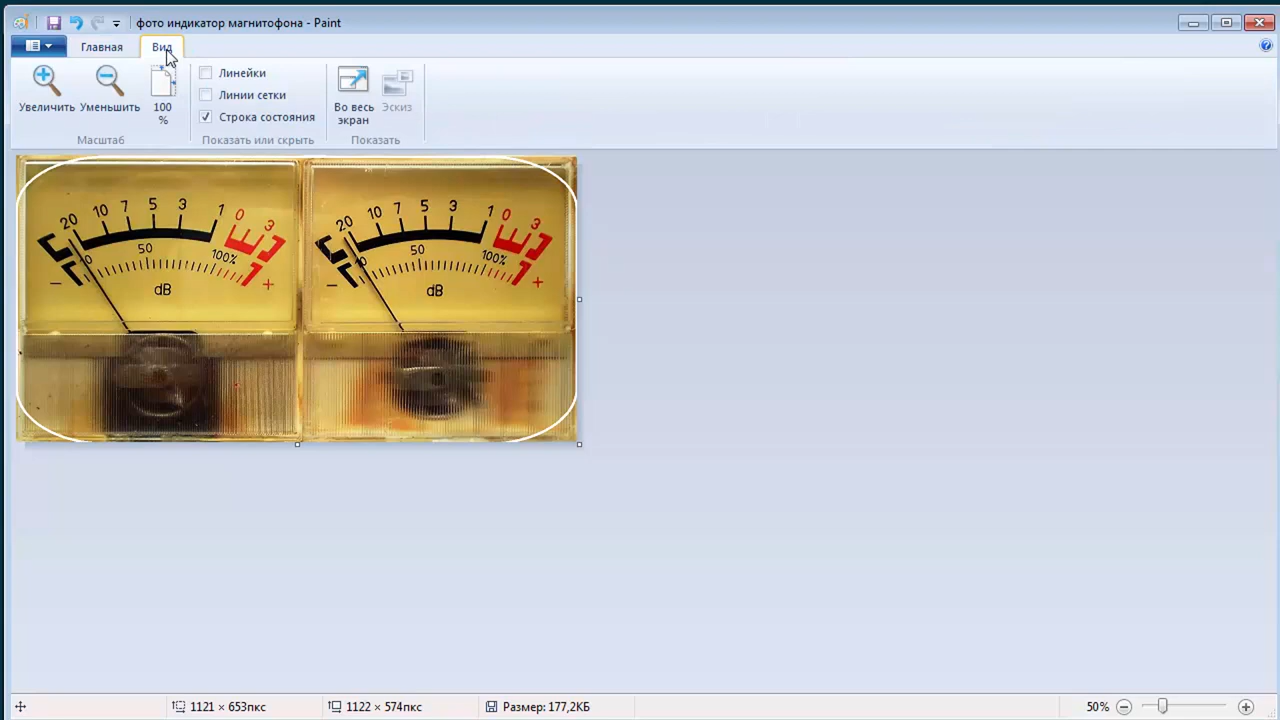 фото индикатор магнитофона - Paint
Главная
Вид
Увеличить
Уменьшить
100
%
Линейки
Линии сетки
Строка состояния
Во весь
экран
Эскиз
Масштаб
Показать или скрыть
Показать
20 10 7 5 3 1 0 3
50 100%
- dB +
20 10 7 5 3 1 0 3
10 50 100%
- dB +
1121 × 653пкс
1122 × 574пкс
Размер: 177,2КБ
50%